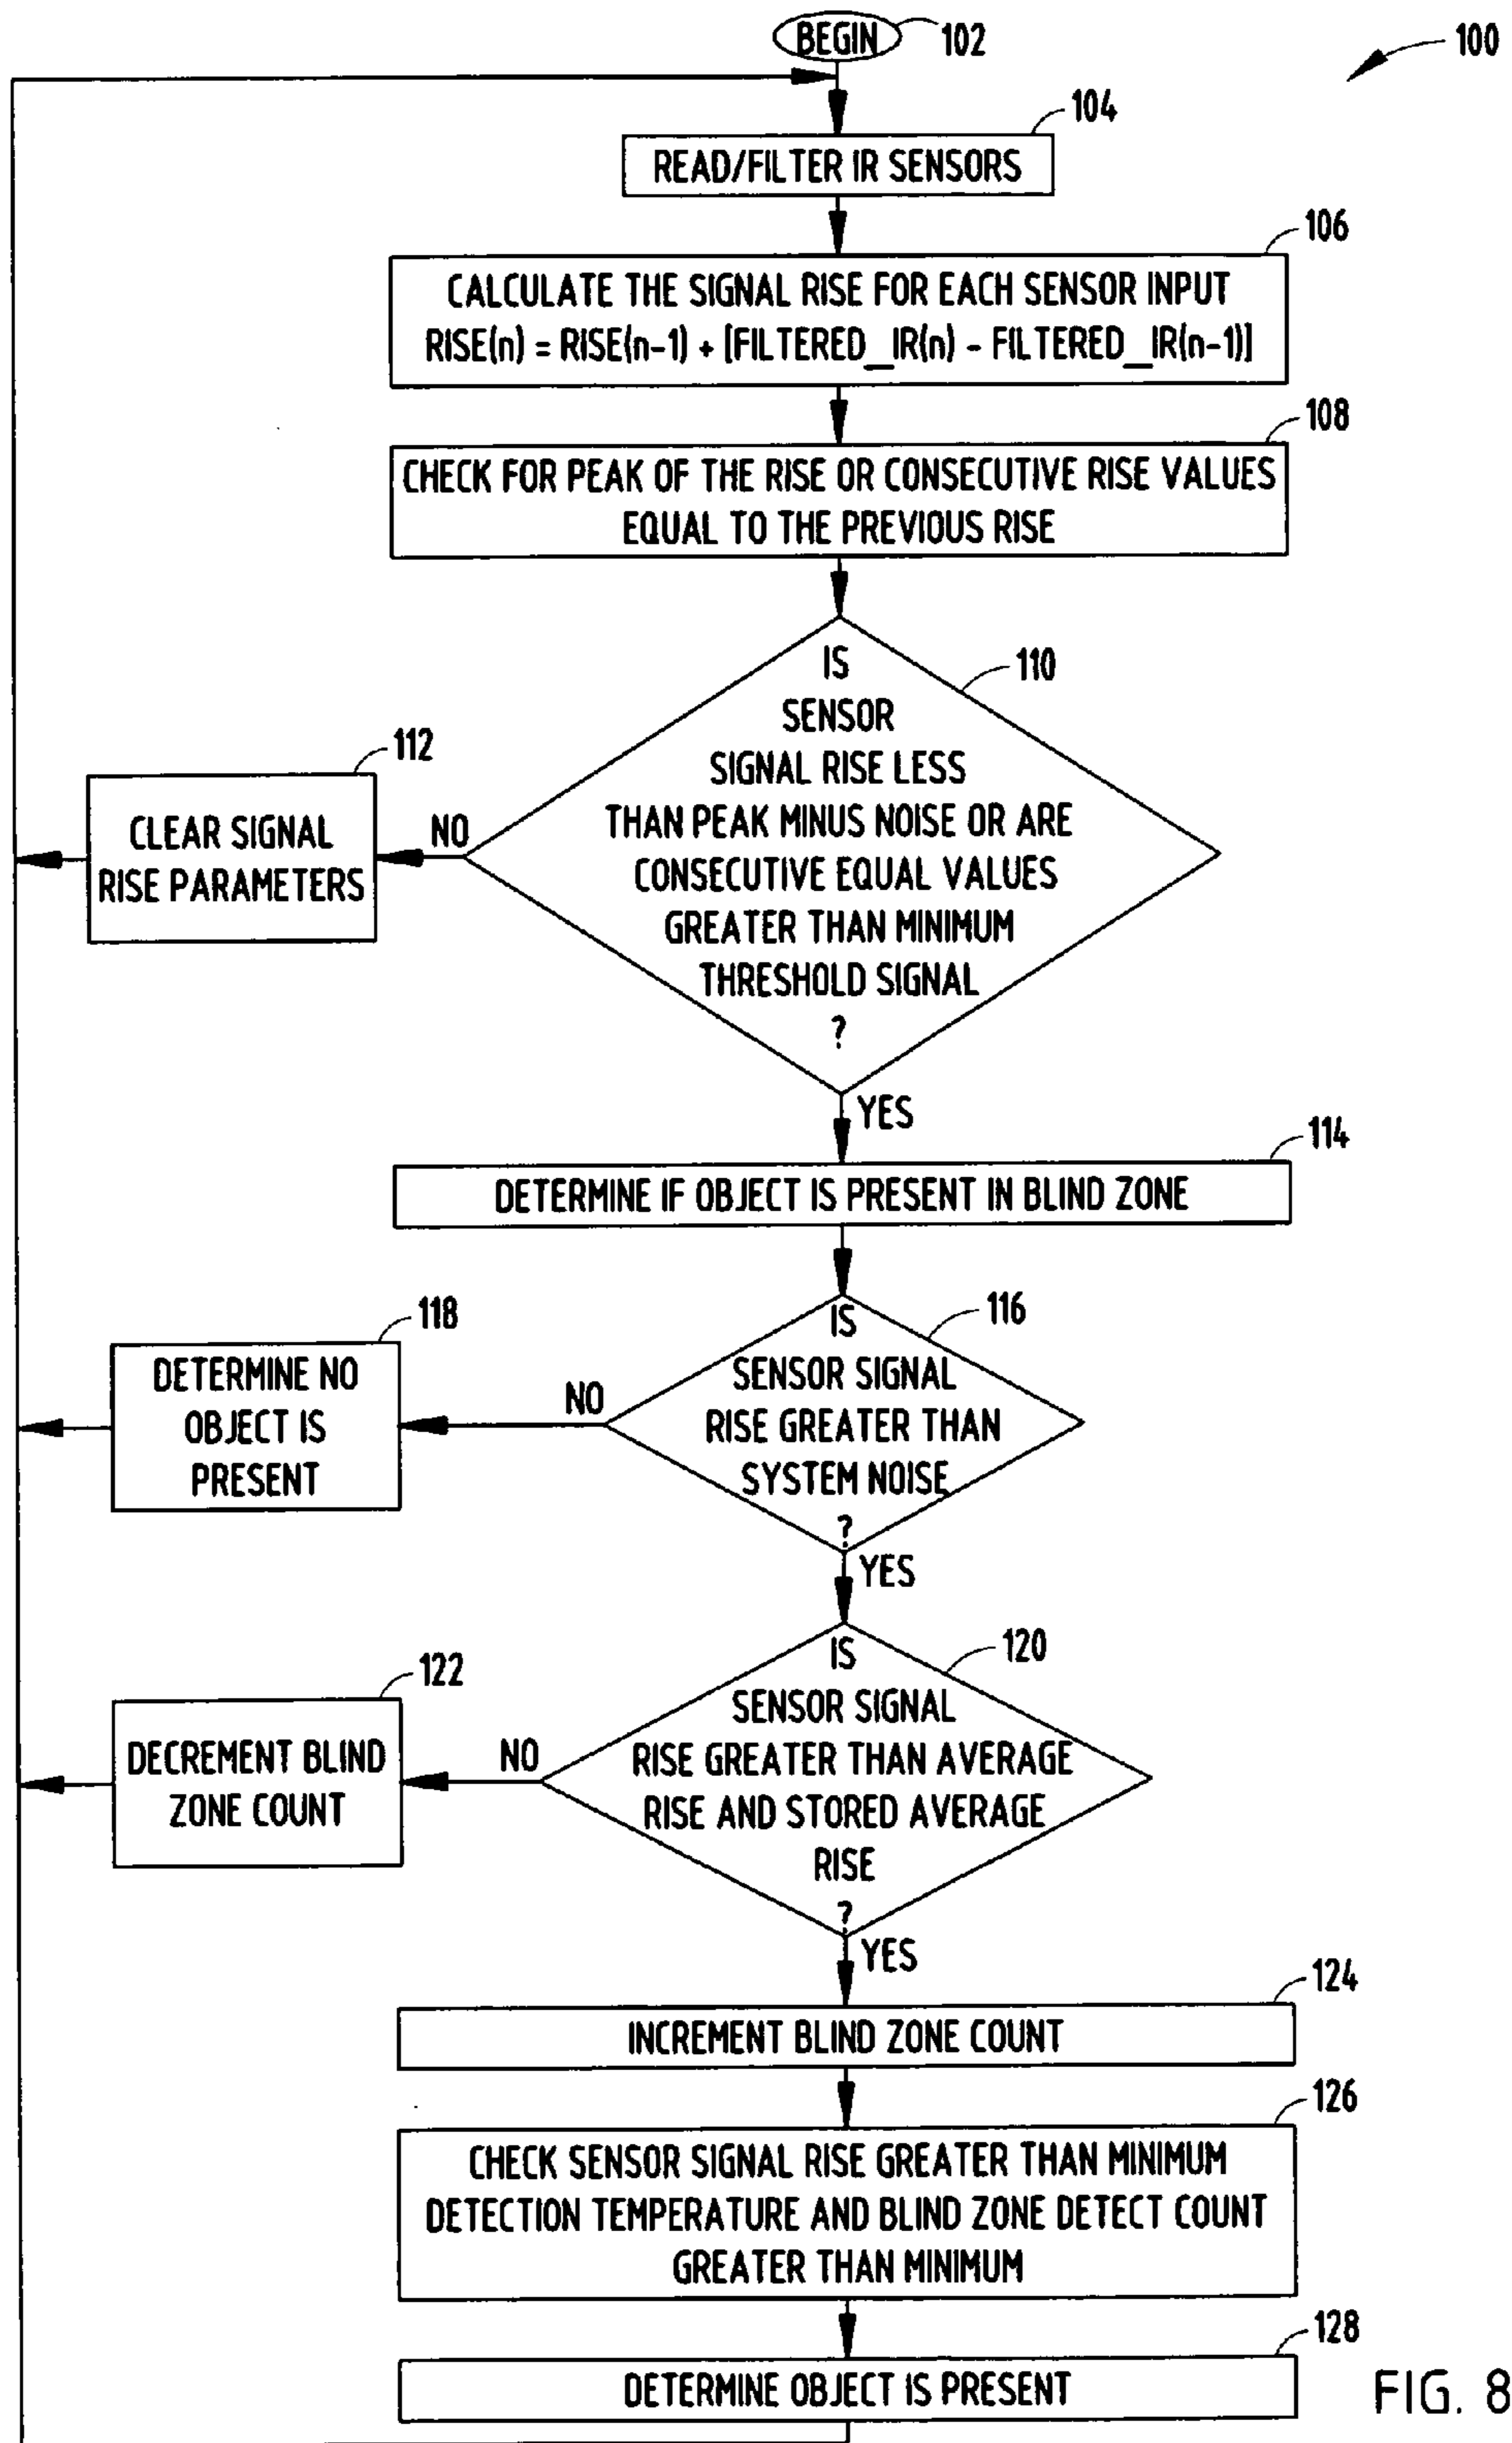 BEGIN 102
100
104
READ/FILTER IR SENSORS
106
CALCULATE THE SIGNAL RISE FOR EACH SENSOR INPUT
RISE(n) = RISE(n-1) + [FILTERED_IR(n) - FILTERED_IR(n-1)]
108
CHECK FOR PEAK OF THE RISE OR CONSECUTIVE RISE VALUES
EQUAL TO THE PREVIOUS RISE
110
IS
SENSOR
SIGNAL RISE LESS
THAN PEAK MINUS NOISE OR ARE
CONSECUTIVE EQUAL VALUES
GREATER THAN MINIMUM
THRESHOLD SIGNAL
?
NO
112
CLEAR SIGNAL
RISE PARAMETERS
YES
114
DETERMINE IF OBJECT IS PRESENT IN BLIND ZONE
116
IS
SENSOR SIGNAL
RISE GREATER THAN
SYSTEM NOISE
?
NO
118
DETERMINE NO
OBJECT IS
PRESENT
YES
120
IS
SENSOR SIGNAL
RISE GREATER THAN AVERAGE
RISE AND STORED AVERAGE
RISE
?
NO
122
DECREMENT BLIND
ZONE COUNT
YES
124
INCREMENT BLIND ZONE COUNT
126
CHECK SENSOR SIGNAL RISE GREATER THAN MINIMUM
DETECTION TEMPERATURE AND BLIND ZONE DETECT COUNT
GREATER THAN MINIMUM
128
DETERMINE OBJECT IS PRESENT
FIG. 8